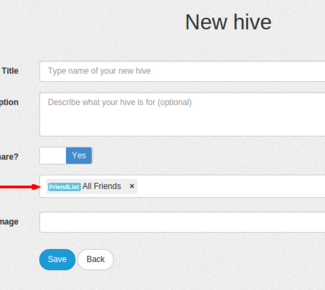 New hive
Title Type name of your new hive
ption Describe what your hive is for (optional)
are? Yes
FriendList All Friends ×
mage
Save Back